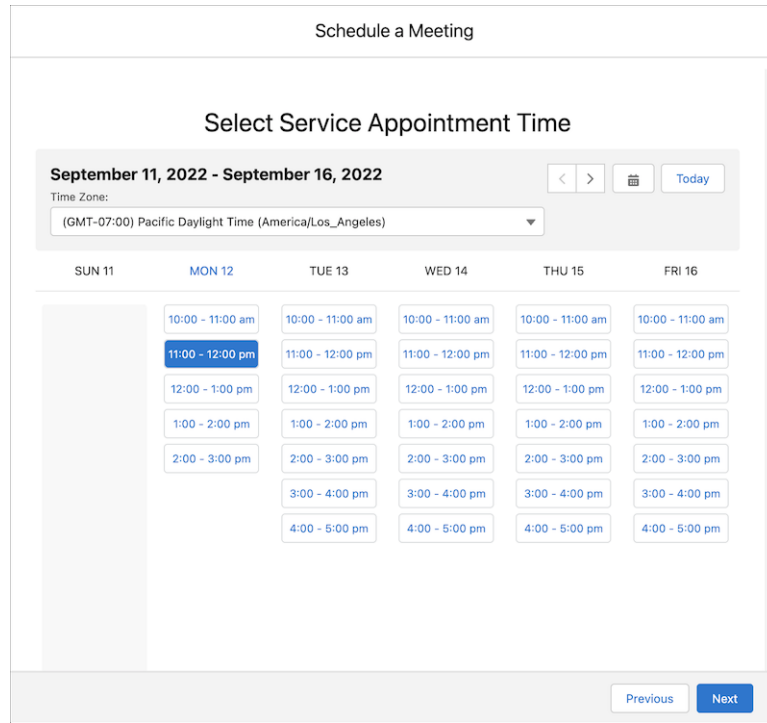 Schedule a Meeting
Select Service Appointment Time
September 11, 2022 - September 16, 2022
Today
Time Zone:
(GMT-07:00) Pacific Daylight Time (America/Los_Angeles)
SUN 11 MON 12 TUE 13 WED 14 THU 15 FRI 16
10:00 - 11:00 am 10:00 - 11:00 am 10:00 - 11:00 am 10:00 - 11:00 am 10:00 - 11:00 am
11:00 - 12:00 pm 11:00 - 12:00 pm 11:00 - 12:00 pm 11:00 - 12:00 pm 11:00 - 12:00 pm
12:00 - 1:00 pm 12:00 - 1:00 pm 12:00 - 1:00 pm 12:00 - 1:00 pm 12:00 - 1:00 pm
1:00 - 2:00 pm 1:00 - 2:00 pm 1:00 - 2:00 pm 1:00 - 2:00 pm 1:00 - 2:00 pm
2:00 - 3:00 pm 2:00 - 3:00 pm 2:00 - 3:00 pm 2:00 - 3:00 pm 2:00 - 3:00 pm
3:00 - 4:00 pm 3:00 - 4:00 pm 3:00 - 4:00 pm 3:00 - 4:00 pm
4:00 - 5:00 pm 4:00 - 5:00 pm 4:00 - 5:00 pm 4:00 - 5:00 pm
Previous Next